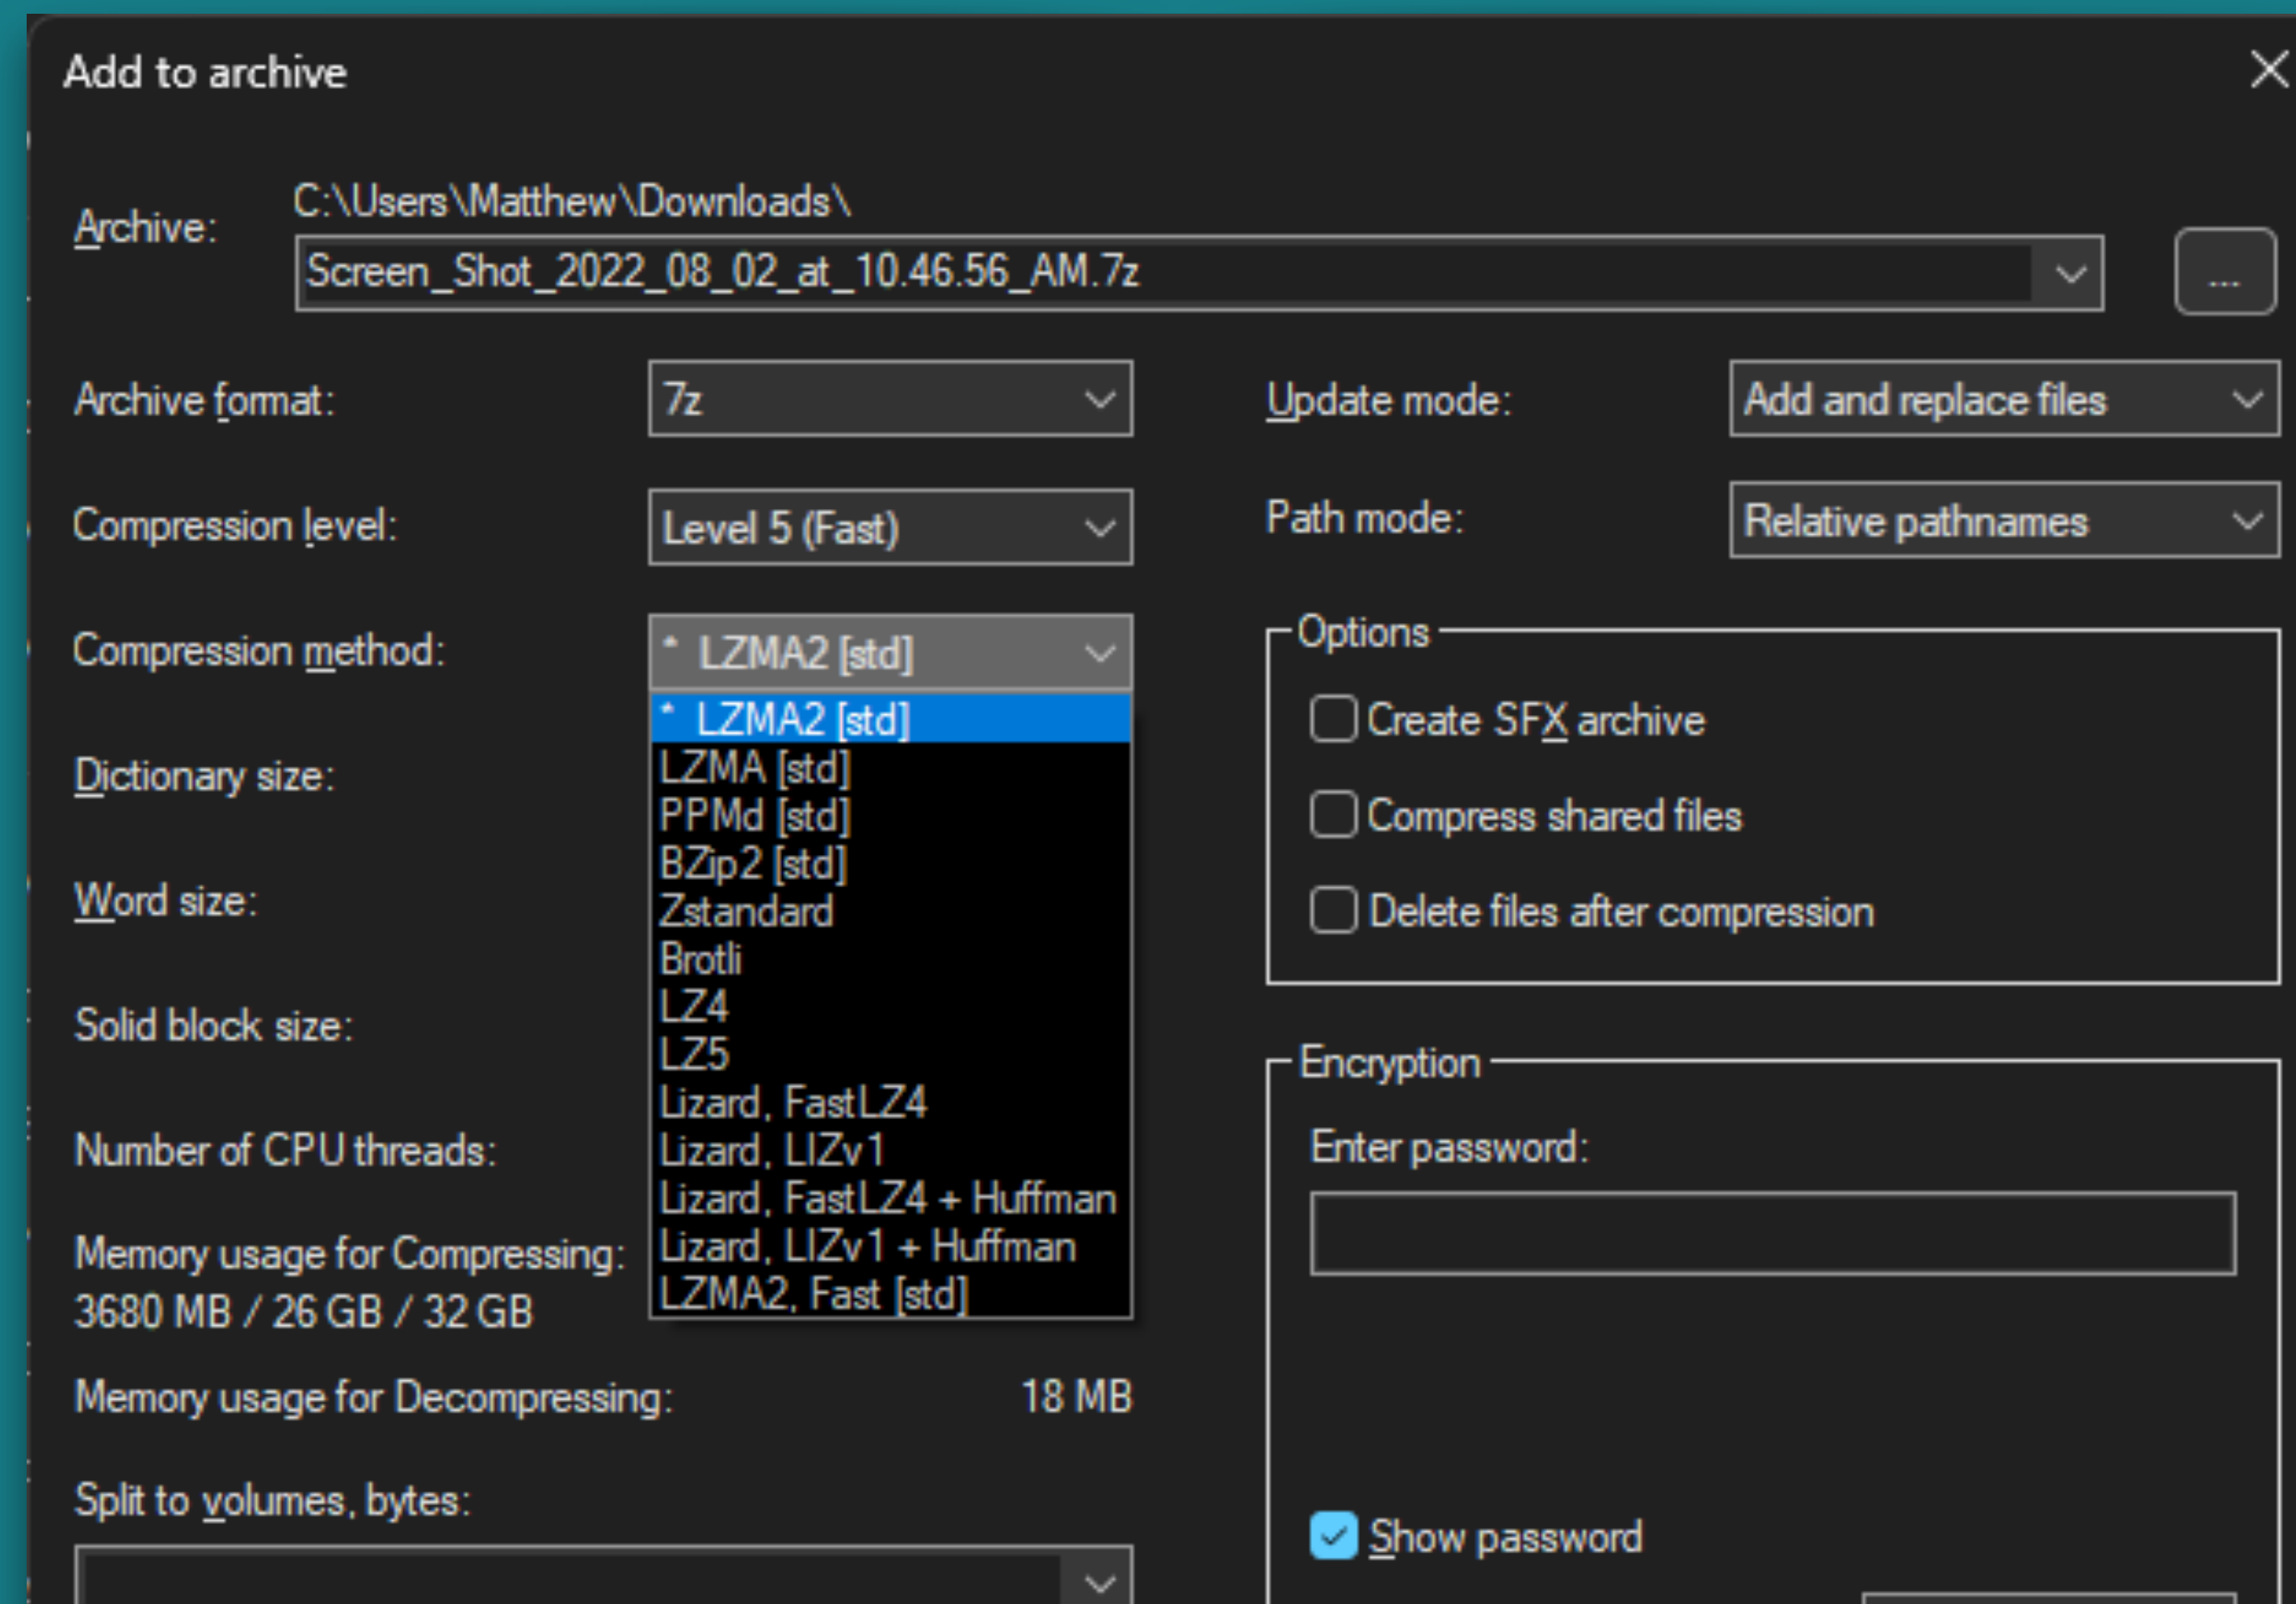 Add to archive
Archive:
C:\Users\Matthew\Downloads\
Screen_Shot_2022_08_02_at_10.46.56_AM.7z
...
Archive format:
7z
Compression level:
Level 5 (Fast)
Compression method:
* LZMA2 [std]
* LZMA2 [std]
LZMA [std]
PPMd [std]
BZip2 [std]
Zstandard
Brotli
LZ4
LZ5
Lizard, FastLZ4
Lizard, LIZv1
Lizard, FastLZ4 + Huffman
Lizard, LIZv1 + Huffman
LZMA2, Fast [std]
Dictionary size:
Word size:
Solid block size:
Number of CPU threads:
Memory usage for Compressing:
3680 MB / 26 GB / 32 GB
Memory usage for Decompressing:
18 MB
Split to volumes, bytes:
Update mode:
Add and replace files
Path mode:
Relative pathnames
Options
Create SFX archive
Compress shared files
Delete files after compression
Encryption
Enter password:
Show password